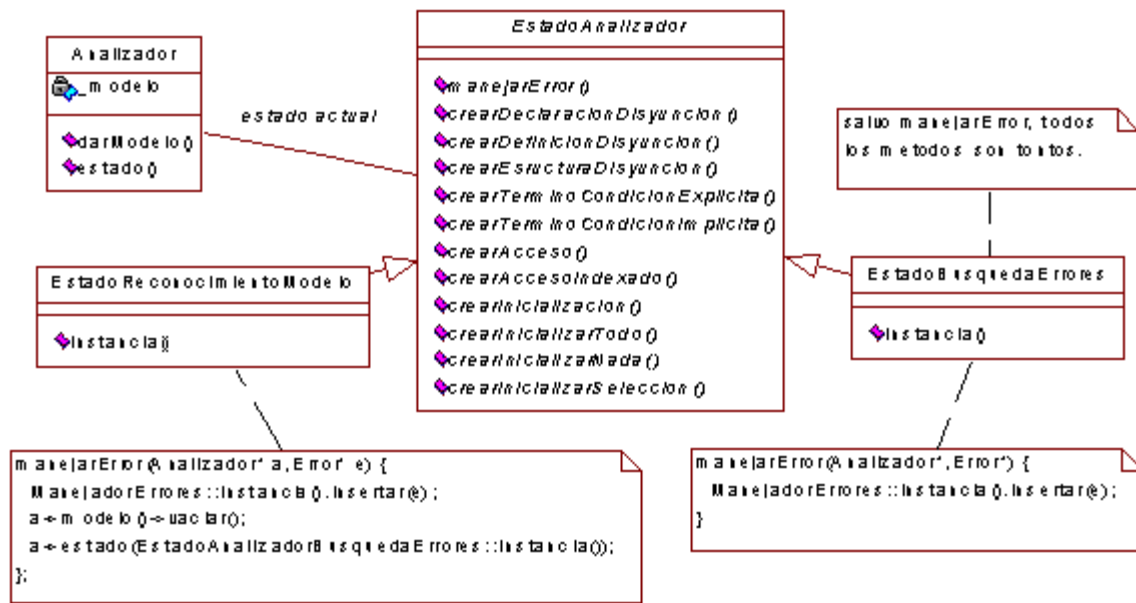 Analizador
_modelo
darModelo()
estado()
estado actual
EstadoAnalizador
manejarError()
crearDeclaracionDisyuncion()
crearDefinicionDisyuncion()
crearEsructuraDisyuncion()
crearTerminoCondicionExplicita()
crearTerminoCondicionImplicita()
crearAcceso()
crearAccesoIndexado()
crearInicializacion()
crearInicializarTodo()
crearInicializarNada()
crearInicializarSeleccion()
salvo manejarError, todos
los metodos son tontos.
EstadoReconocimientoModelo
instancia()
EstadoBusquedaErrores
instancia()
manejarError(Analizador* a,Error* e) {
ManejadorErrores::instancia().insertar(e);
a->modelo()->vaciar();
a->estado(EstadoAnalizadorBusquedaErrores::instancia());
};
manejarError(Analizador*,Error*) {
ManejadorErrores::instancia().insertar(e);
}